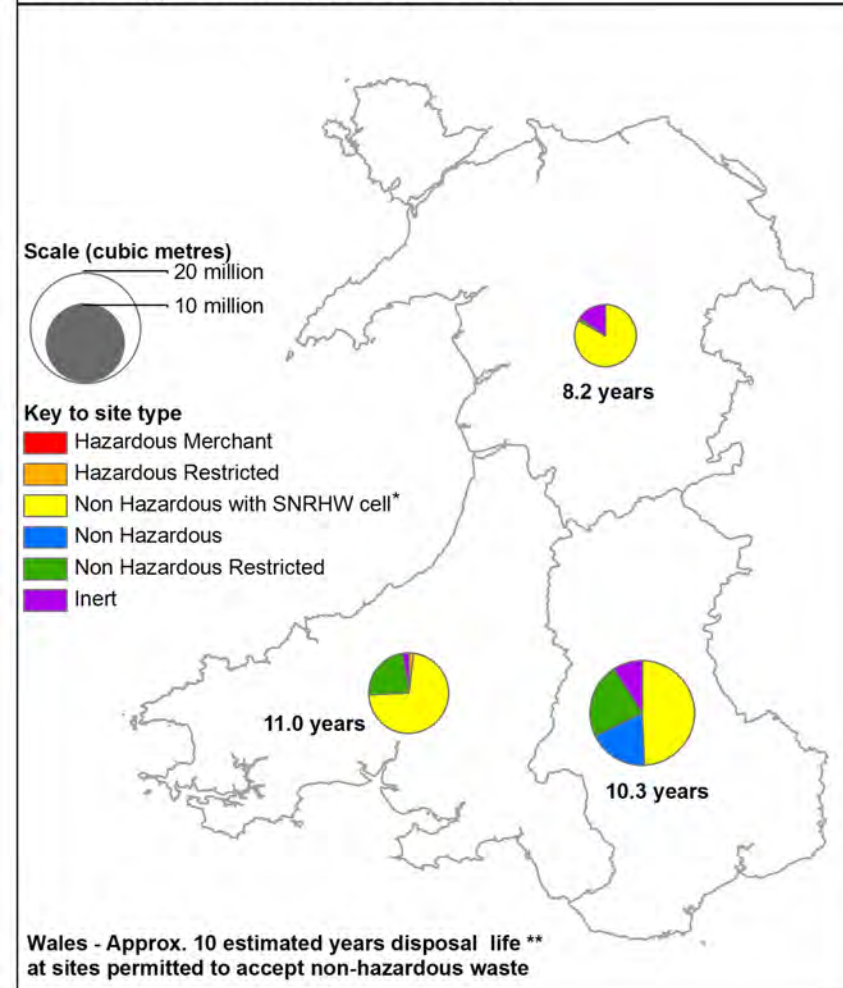 Scale (cubic metres)
20 million
10 million
8.2 years
Key to site type
Hazardous Merchant
Hazardous Restricted
Non Hazardous with SNRHW cell*
Non Hazardous
Non Hazardous Restricted
Inert
11.0 years
10.3 years
Wales - Approx. 10 estimated years disposal life **
at sites permitted to accept non-hazardous waste